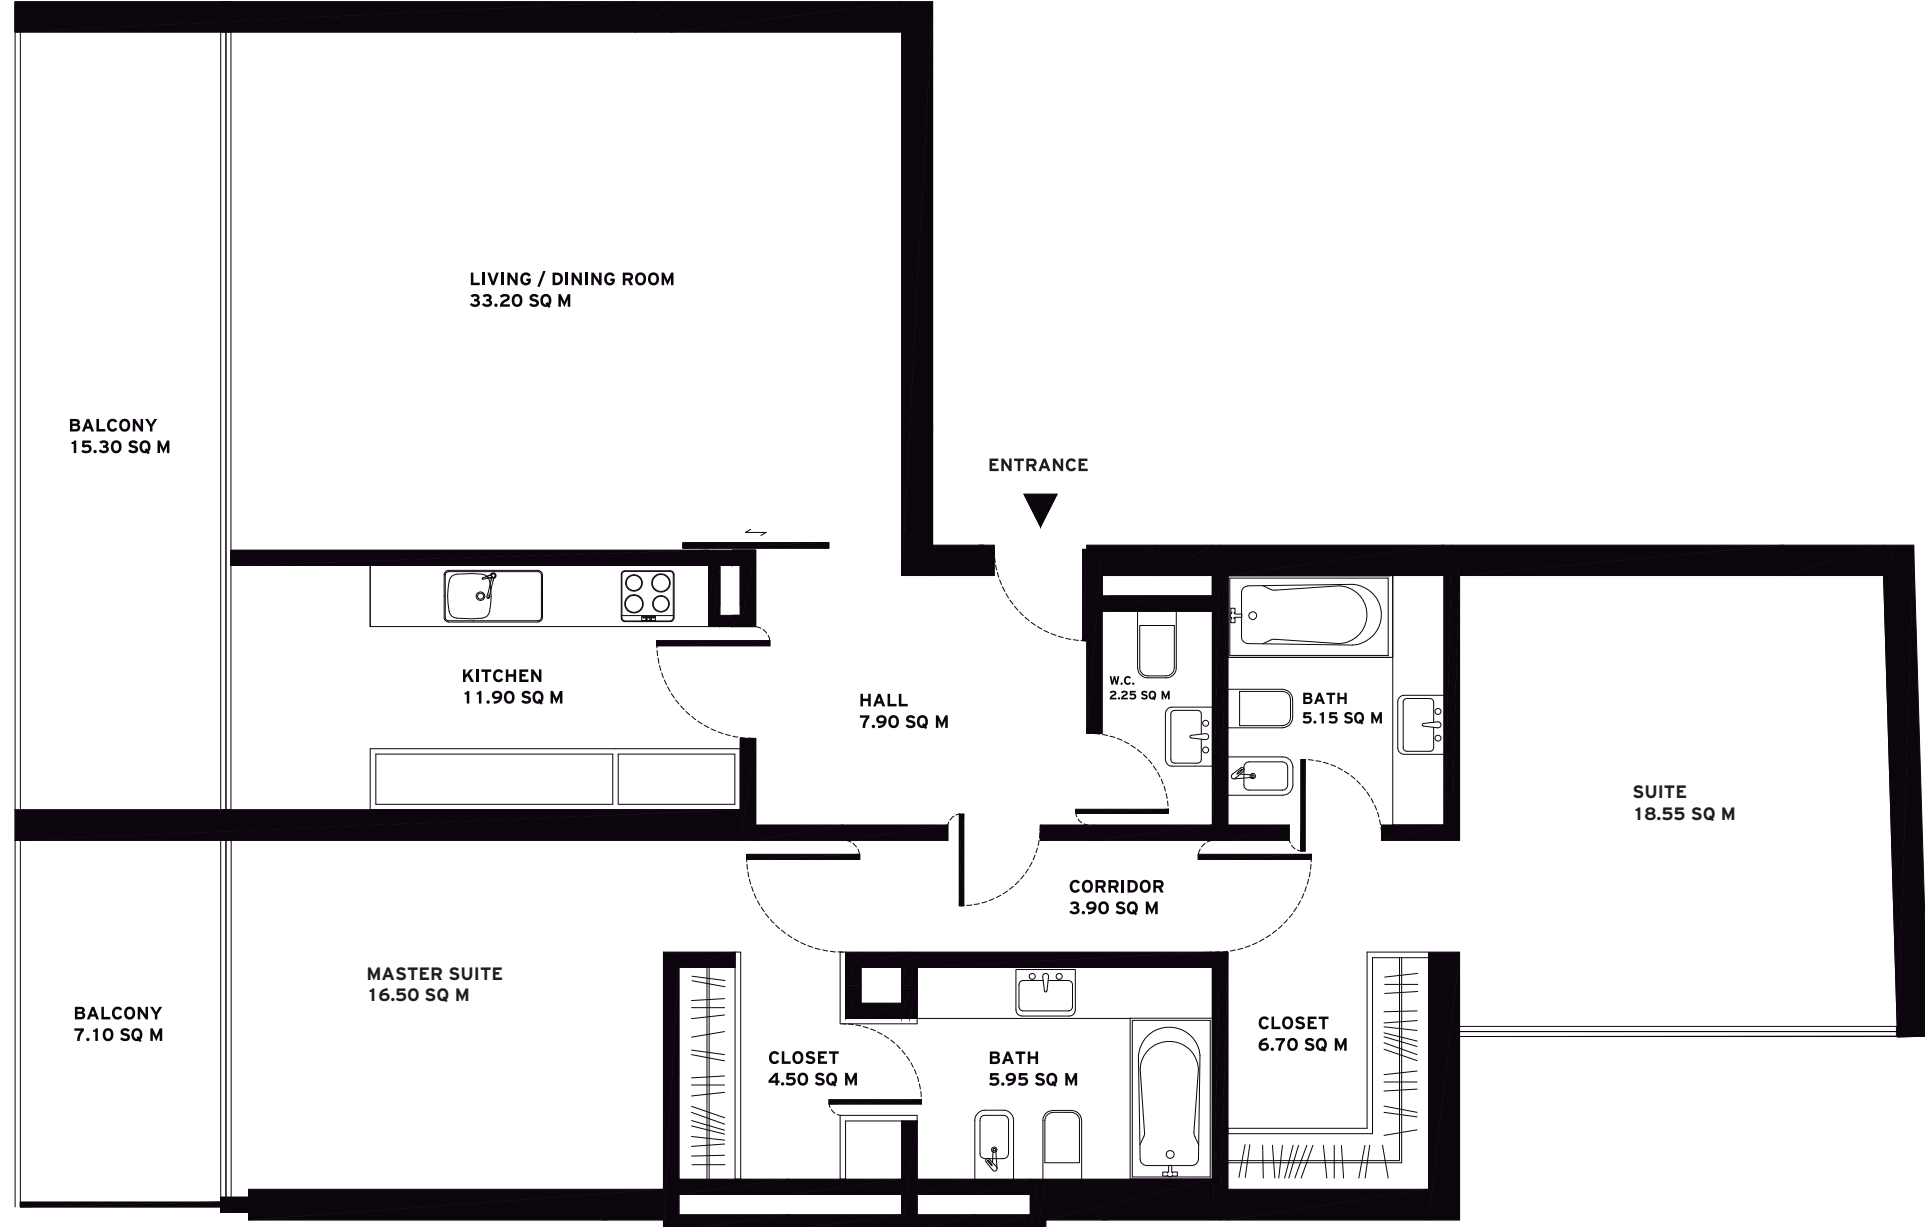 LIVING / DINING ROOM
33.20 SQ M
BALCONY
15.30 SQ M
ENTRANCE
KITCHEN
11.90 SQ M
HALL
7.90 SQ M
W.C.
2.25 SQ M
BATH
5.15 SQ M
SUITE
18.55 SQ M
CORRIDOR
3.90 SQ M
MASTER SUITE
16.50 SQ M
BALCONY
7.10 SQ M
CLOSET
4.50 SQ M
BATH
5.95 SQ M
CLOSET
6.70 SQ M